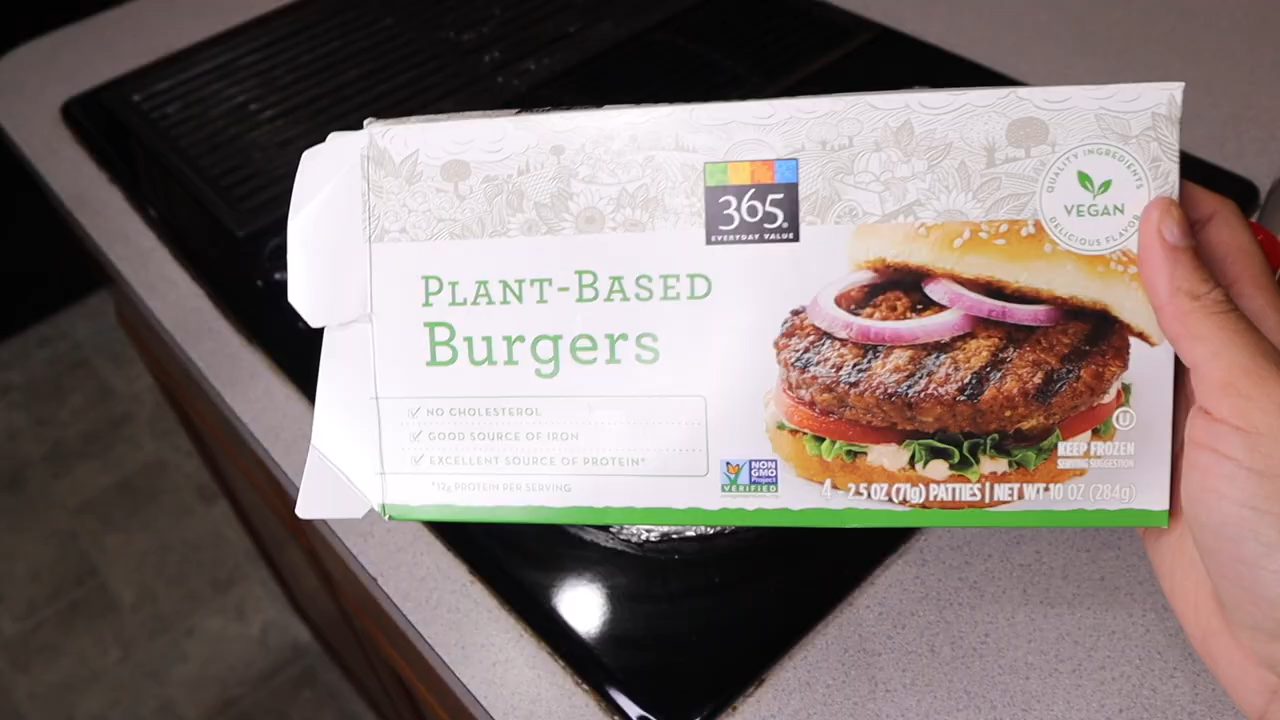 365
EVERYDAY VALUE
QUALITY INGREDIENTS
VEGAN
DELICIOUS FLAVOR
PLANT-BASED
Burgers
NO CHOLESTEROL
GOOD SOURCE OF IRON
EXCELLENT SOURCE OF PROTEIN*
*12g PROTEIN PER SERVING
NON
GMO
Project
VERIFIED
U
KEEP FROZEN
SERVING SUGGESTION
4 - 2.5 OZ (71g) PATTIES | NET WT 10 OZ (284g)